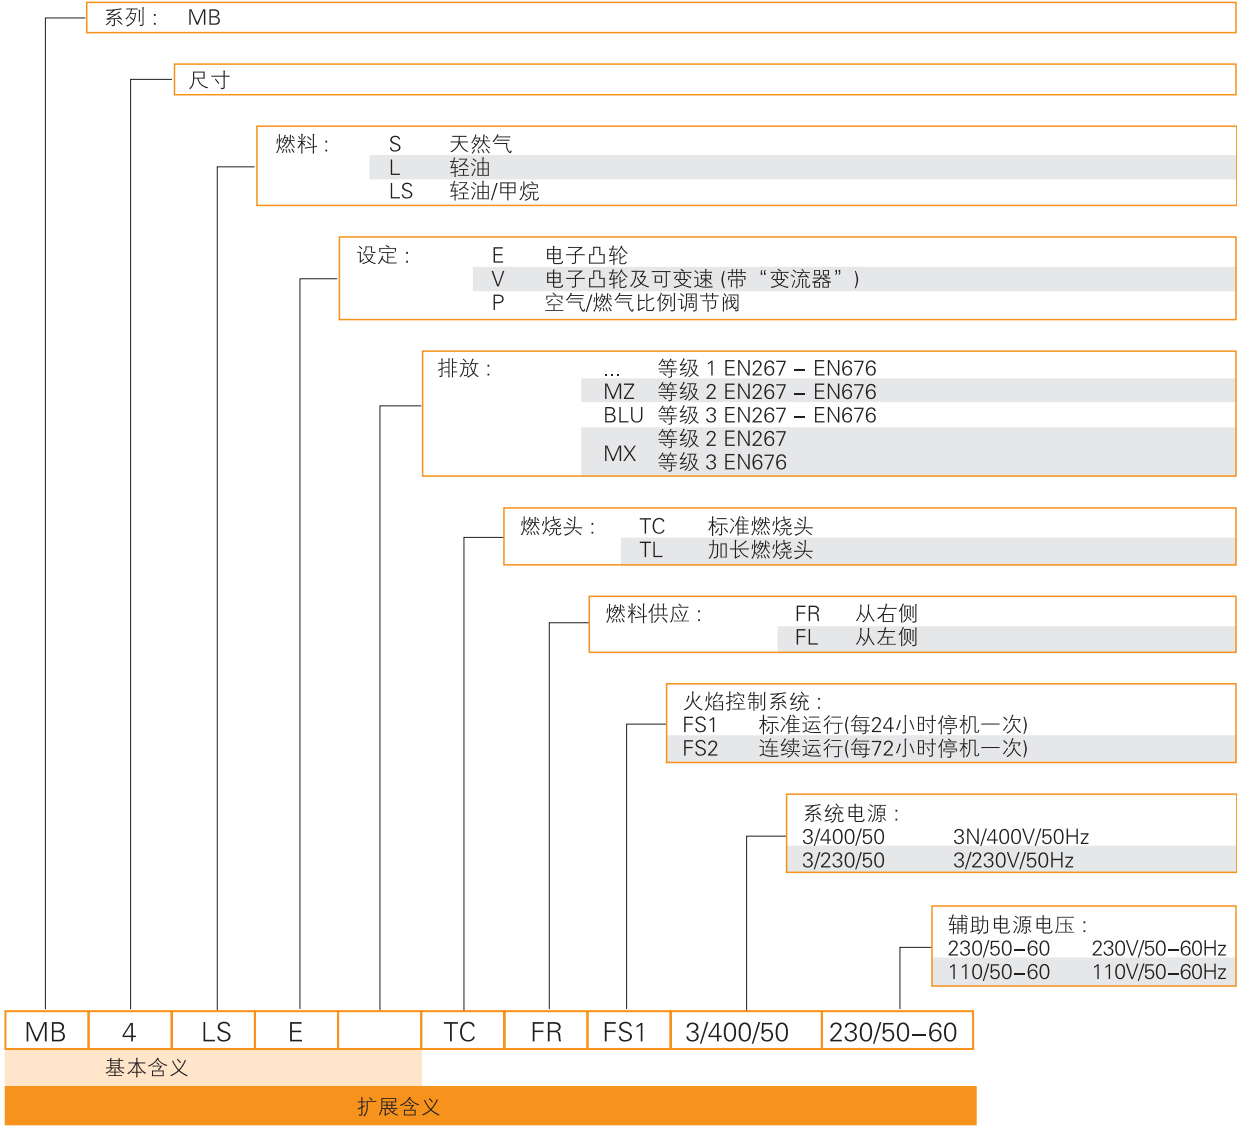 系列： MB
尺寸
燃料： S 天然气
L 轻油
LS 轻油/甲烷
设定： E 电子凸轮
V 电子凸轮及可变速 (带“变流器”)
P 空气/燃气比例调节阀
排放： ... 等级 1 EN267 – EN676
MZ 等级 2 EN267 – EN676
BLU 等级 3 EN267 – EN676
MX 等级 2 EN267
等级 3 EN676
燃烧头： TC 标准燃烧头
TL 加长燃烧头
燃料供应： FR 从右侧
FL 从左侧
火焰控制系统：
FS1 标准运行(每24小时停机一次)
FS2 连续运行(每72小时停机一次)
系统电源：
3/400/50 3N/400V/50Hz
3/230/50 3/230V/50Hz
辅助电源电压：
230/50–60 230V/50–60Hz
110/50–60 110V/50–60Hz
MB 4 LS E TC FR FS1 3/400/50 230/50–60
基本含义
扩展含义